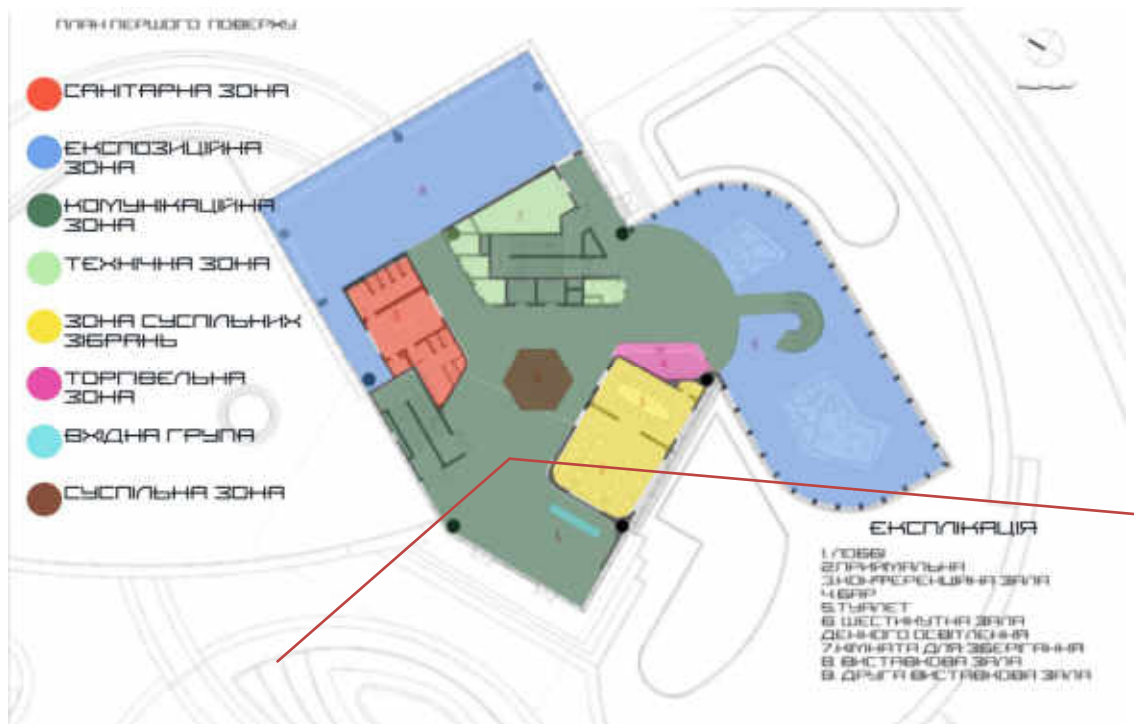 ПЛАН ПЕРШОГО ПОВЕРХУ
САНІТАРНА ЗОНА
ЕКСПОЗИЦІЙНА
ЗОНА
КОМУНІКАЦІЙНА
ЗОНА
ТЕХНІЧНА ЗОНА
ЗОНА СУСПІЛЬНИХ
ЗІБРАНЬ
ТОРГІВЕЛЬНА
ЗОНА
ВХІДНА ГРУПА
СУСПІЛЬНА ЗОНА
ЕКСПЛІКАЦІЯ
1. ЛОББІ
2.ПРИЙМАЛЬНА
3.КОНФЕРЕНЦІЙНА ЗАЛА
4.БАР
5.ТУАЛЕТ
6. ШЕСТИКУТНА ЗАЛА
ДЕННОГО ОСВІТЛЕННЯ
7.КІМНАТА ДЛЯ ЗБЕРГАННЯ
8. ВИСТАВКОВА ЗАЛА
9. ДРУГА ВИСТАВКОВА ЗАЛА